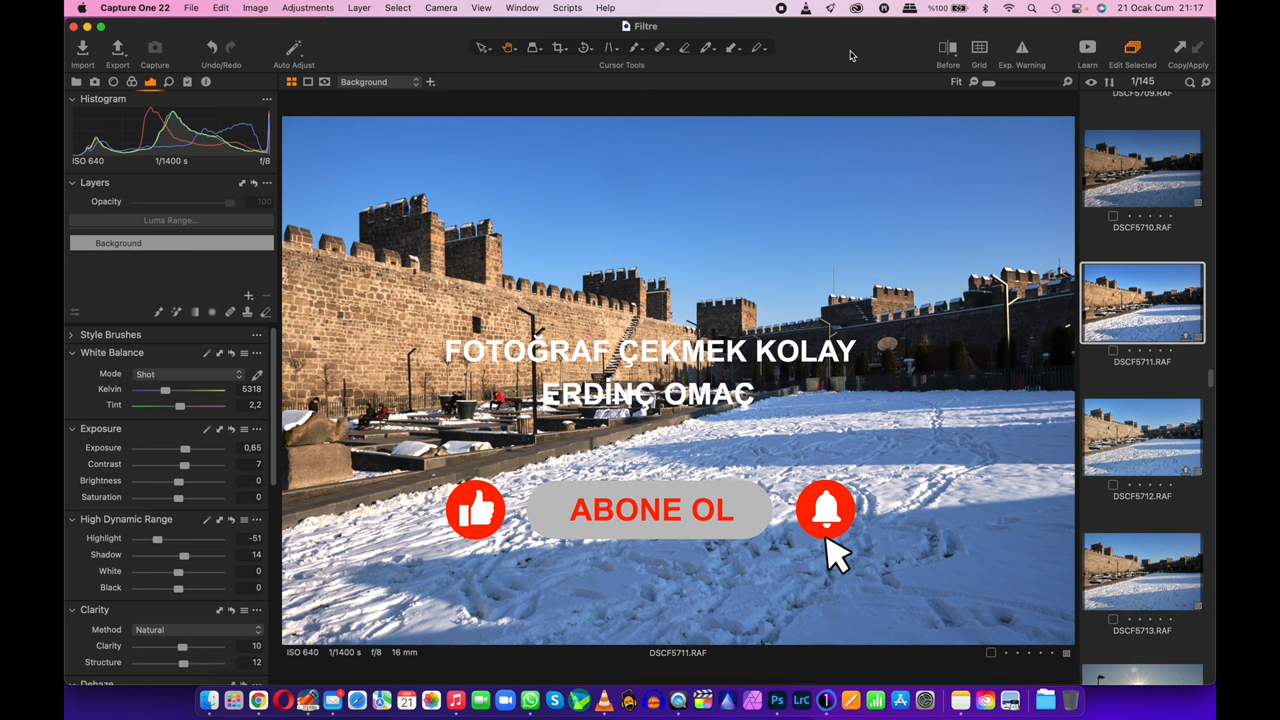 Capture One 22 File Edit Image Adjustments Layer Select Camera View Window Scripts Help %100 21 Ocak Cum 21:17
Filtre
Import Export Capture Undo/Redo Auto Adjust Cursor Tools Before Grid Exp. Warning Learn Edit Selected Copy/Apply
Background Fit 1/145
DSCF5709.RAF
Histogram
ISO 640 1/1400 s f/8
Layers
Opacity 100
Luma Range...
Background
Style Brushes
White Balance
Mode Shot
Kelvin 5318
Tint 2,2
Exposure
Exposure 0,65
Contrast 7
Brightness 0
Saturation 0
High Dynamic Range
Highlight -51
Shadow 14
White 0
Black 0
Clarity
Method Natural
Clarity 10
Structure 12
Dehaze
FOTOĞRAF ÇEKMEK KOLAY
ERDİNÇ OMAÇ
ABONE OL
ISO 640 1/1400 s f/8 16 mm DSCF5711.RAF
DSCF5710.RAF
DSCF5711.RAF
DSCF5712.RAF
DSCF5713.RAF
Ps LrC 1